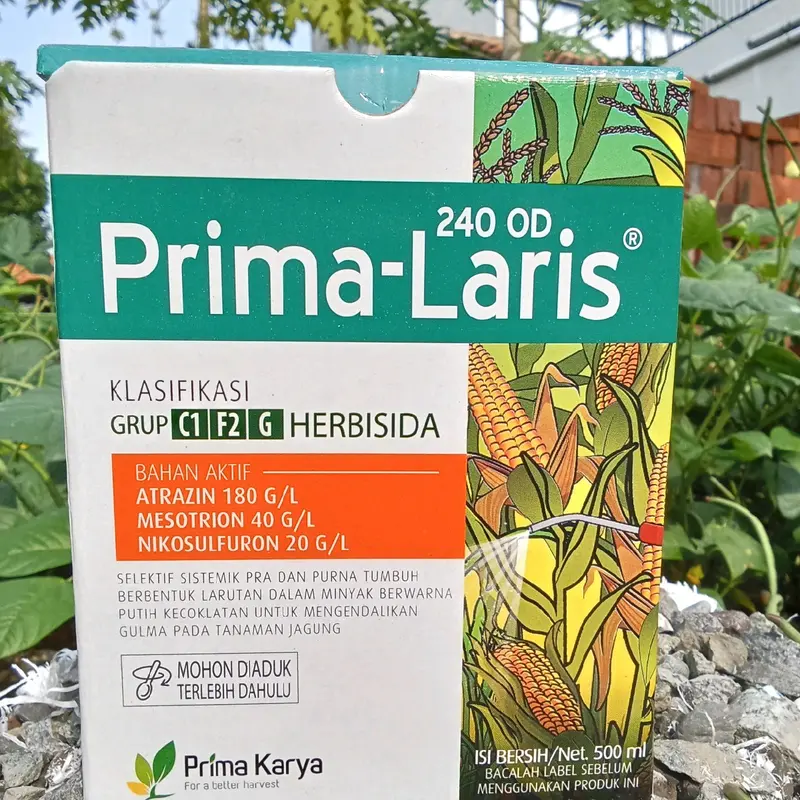 240 OD
Prima-Laris®
KLASIFIKASI
GRUP C1 F2 G HERBISIDA
BAHAN AKTIF
ATRAZIN 180 G/L
MESOTRION 40 G/L
NIKOSULFURON 20 G/L
SELEKTIF SISTEMIK PRA DAN PURNA TUMBUH
BERBENTUK LARUTAN DALAM MINYAK BERWARNA
PUTIH KECOKLATAN UNTUK MENGENDALIKAN
GULMA PADA TANAMAN JAGUNG
MOHON DIADUK
TERLEBIH DAHULU
Prima Karya
For a better harvest
ISI BERSIH/Net. 500 ml
BACALAH LABEL SEBELUM
MENGGUNAKAN PRODUK INI